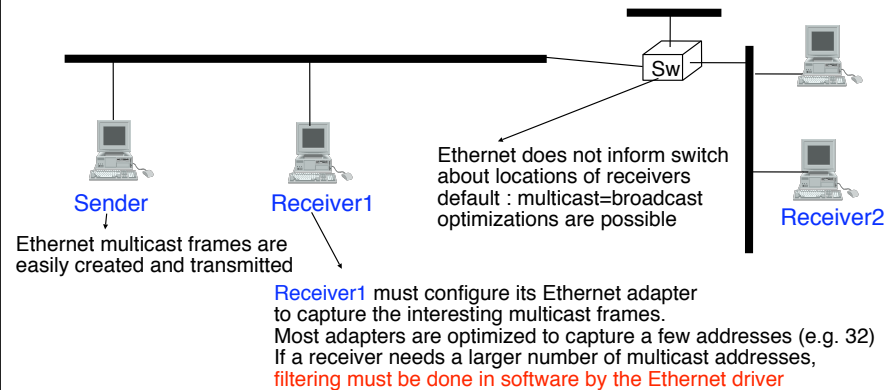 Sw
Ethernet does not inform switch
about locations of receivers
default : multicast=broadcast
optimizations are possible
Sender
Receiver1
Receiver2
Ethernet multicast frames are
easily created and transmitted
Receiver1 must configure its Ethernet adapter
to capture the interesting multicast frames.
Most adapters are optimized to capture a few addresses (e.g. 32)
If a receiver needs a larger number of multicast addresses,
filtering must be done in software by the Ethernet driver